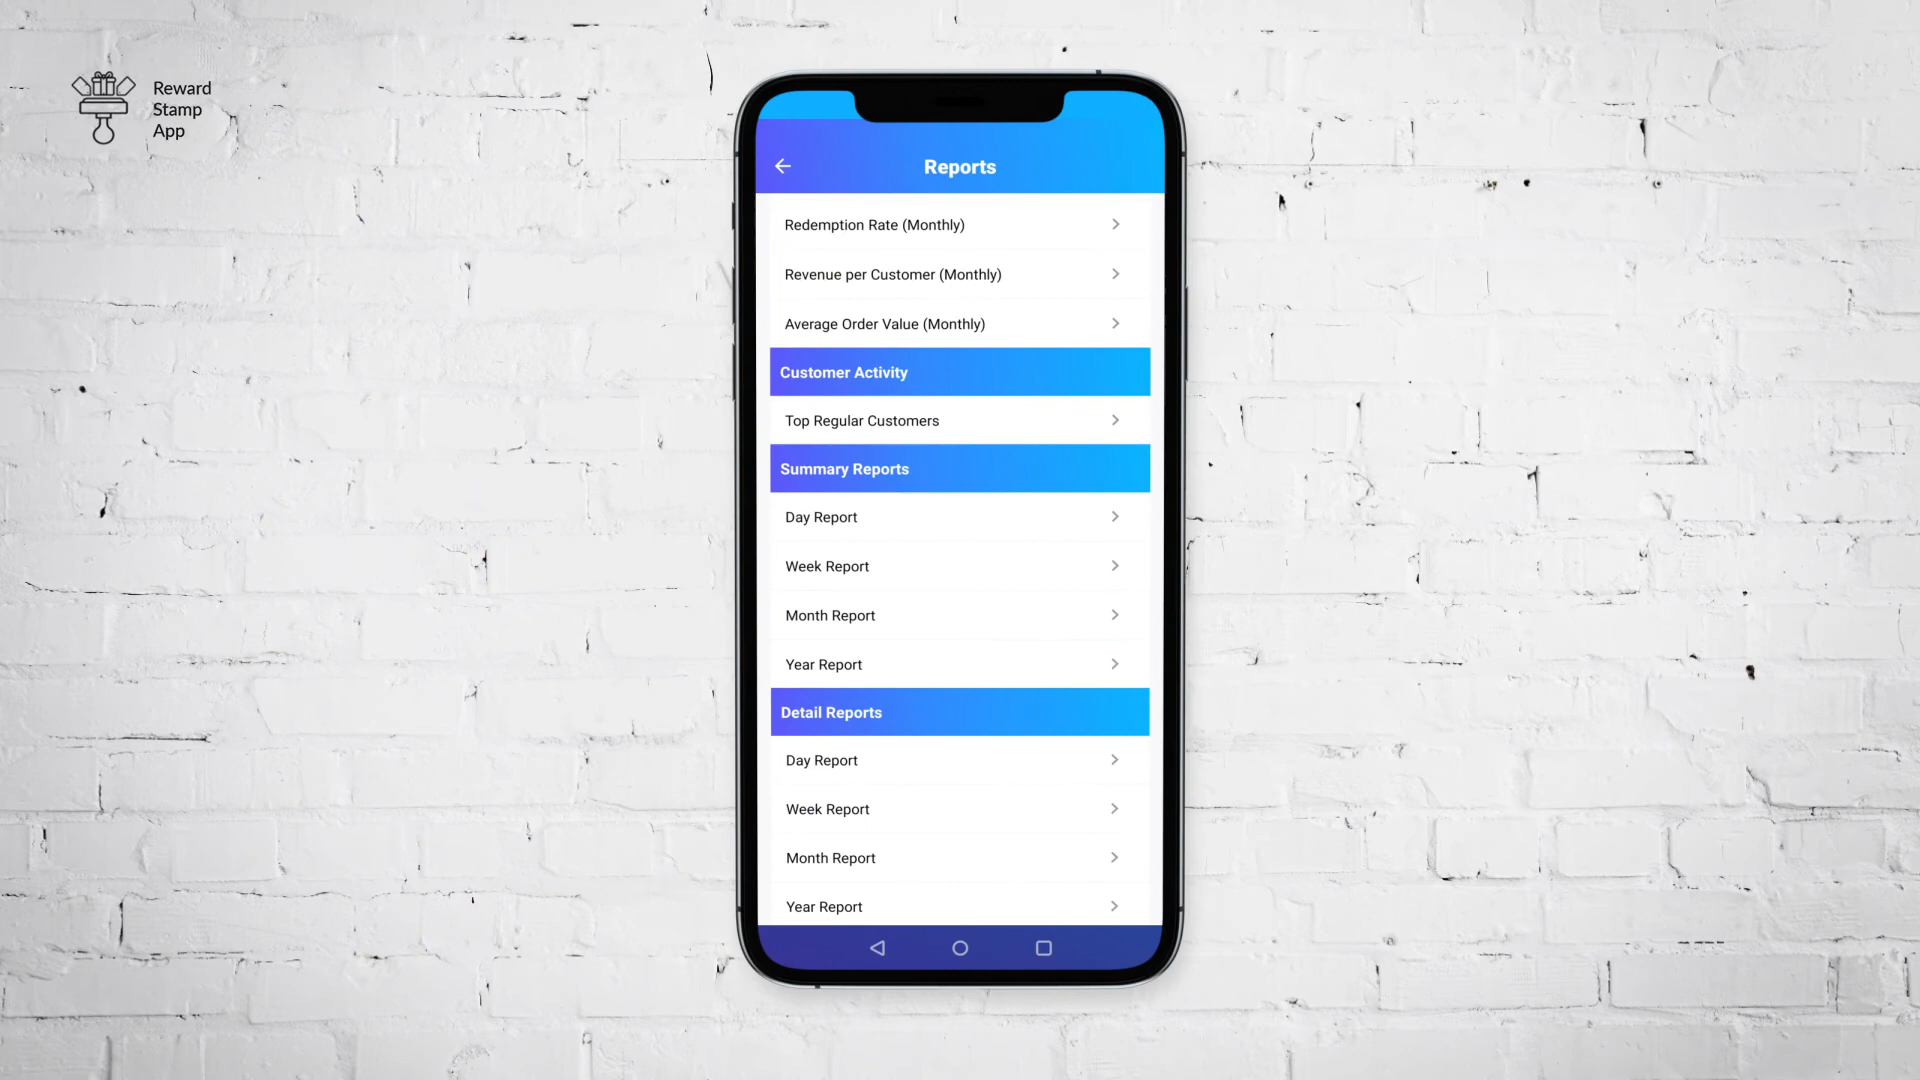 Reward
Stamp
App
Reports
Redemption Rate (Monthly)
Revenue per Customer (Monthly)
Average Order Value (Monthly)
Customer Activity
Top Regular Customers
Summary Reports
Day Report
Week Report
Month Report
Year Report
Detail Reports
Day Report
Week Report
Month Report
Year Report